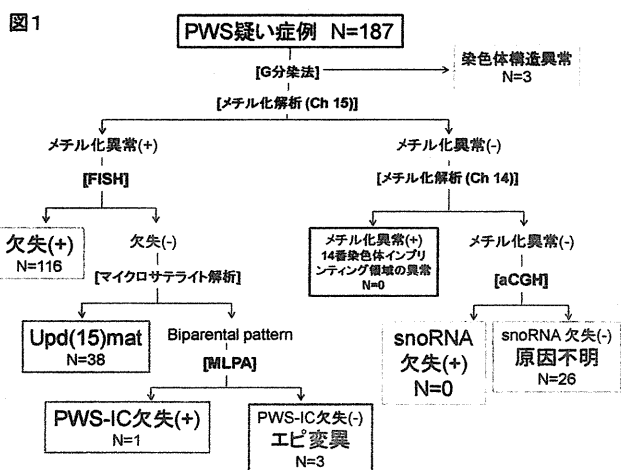 図1
PWS疑い症例 N=187
[G分染法]
染色体構造異常
N=3
[メチル化解析 (Ch 15)]
メチル化異常(+)
メチル化異常(-)
[FISH]
[メチル化解析 (Ch 14)]
欠失(+)
N=116
欠失(-)
メチル化異常(+)
14番染色体インプリ
ンティング領域の異常
N=0
メチル化異常(-)
[マイクロサテライト解析]
[aCGH]
Upd(15)mat
N=38
Biparental pattern
snoRNA
欠失(+)
N=0
snoRNA 欠失(-)
原因不明
N=26
[MLPA]
PWS-IC欠失(+)
N=1
PWS-IC欠失(-)
エピ変異
N=3